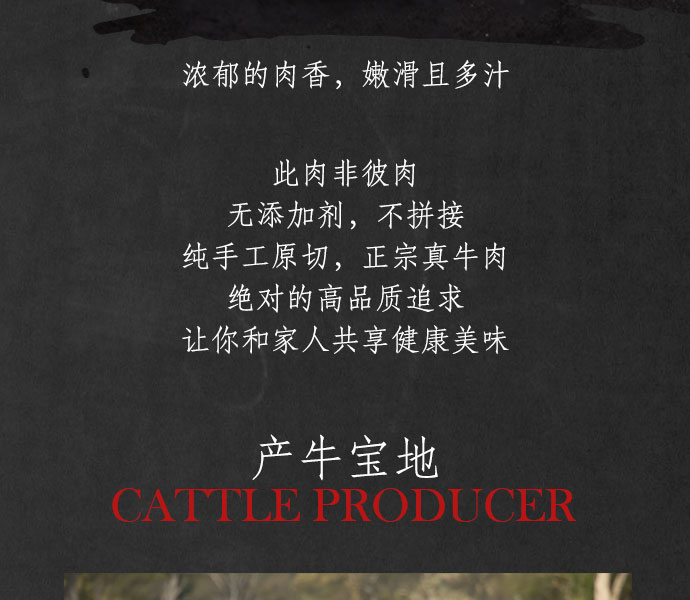 浓郁的肉香，嫩滑且多汁
此肉非彼肉
无添加剂，不拼接
纯手工原切，正宗真牛肉
绝对的高品质追求
让你和家人共享健康美味
产牛宝地
CATTLE PRODUCER